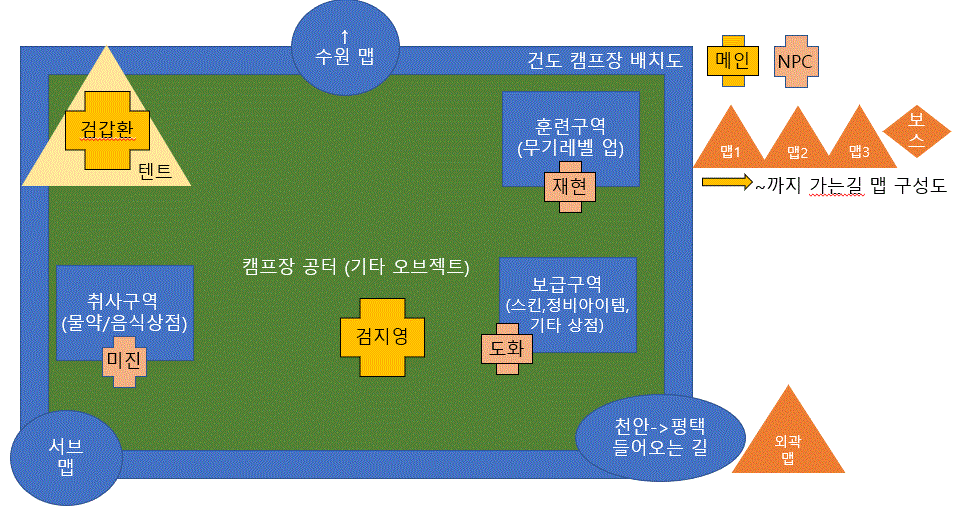 ↑
수원 맵
건도 캠프장 배치도
메인
NPC
검갑환
텐트
훈련구역
(무기레벨 업)
재현
맵1
맵2
맵3
보
스
~까지 가는길 맵 구성도
캠프장 공터 (기타 오브젝트)
취사구역
(물약/음식상점)
미진
검지영
보급구역
(스킨,정비아이템,
기타 상점)
도화
서브
맵
천안->평택
들어오는 길
외곽
맵